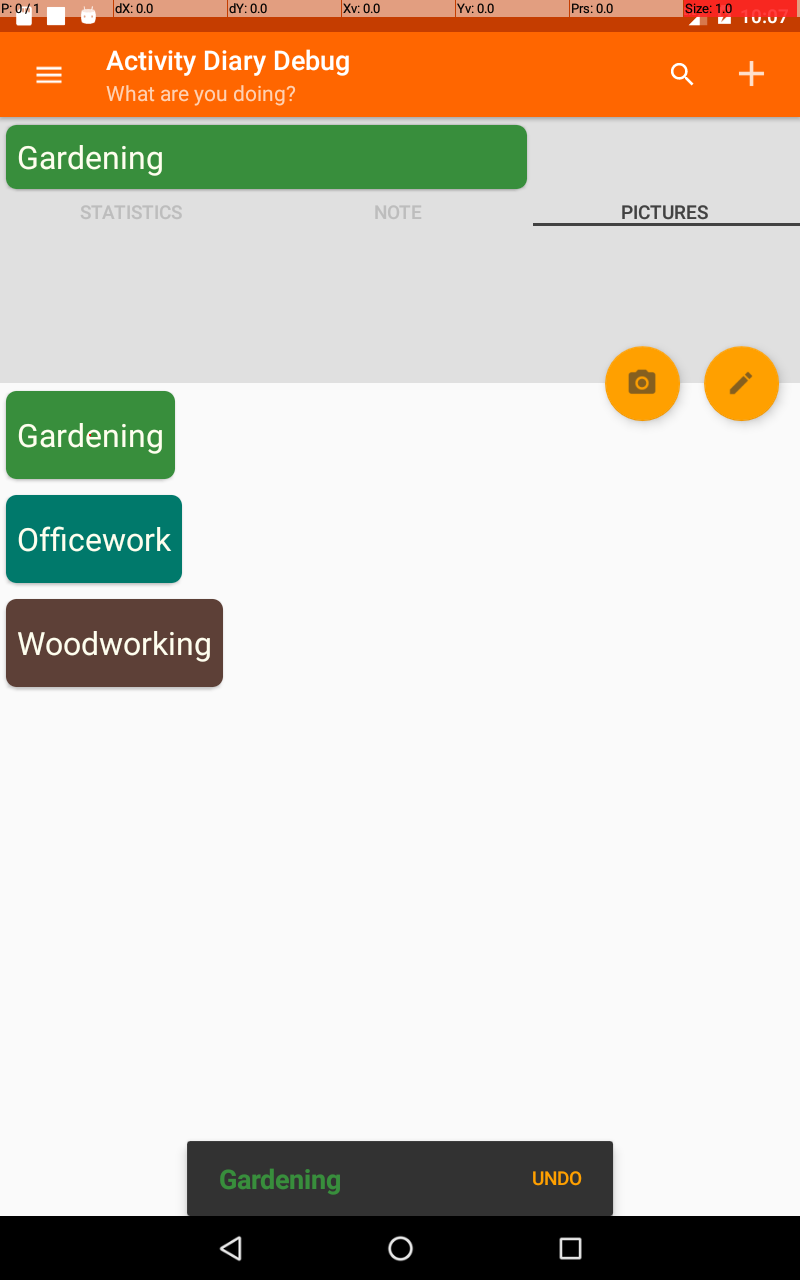 P: 0 / 1 dX: 0.0 dY: 0.0 Xv: 0.0 Yv: 0.0 Prs: 0.0 Size: 1.0
10:07
Activity Diary Debug
What are you doing?
Gardening
STATISTICS NOTE PICTURES
Gardening
Officework
Woodworking
Gardening UNDO